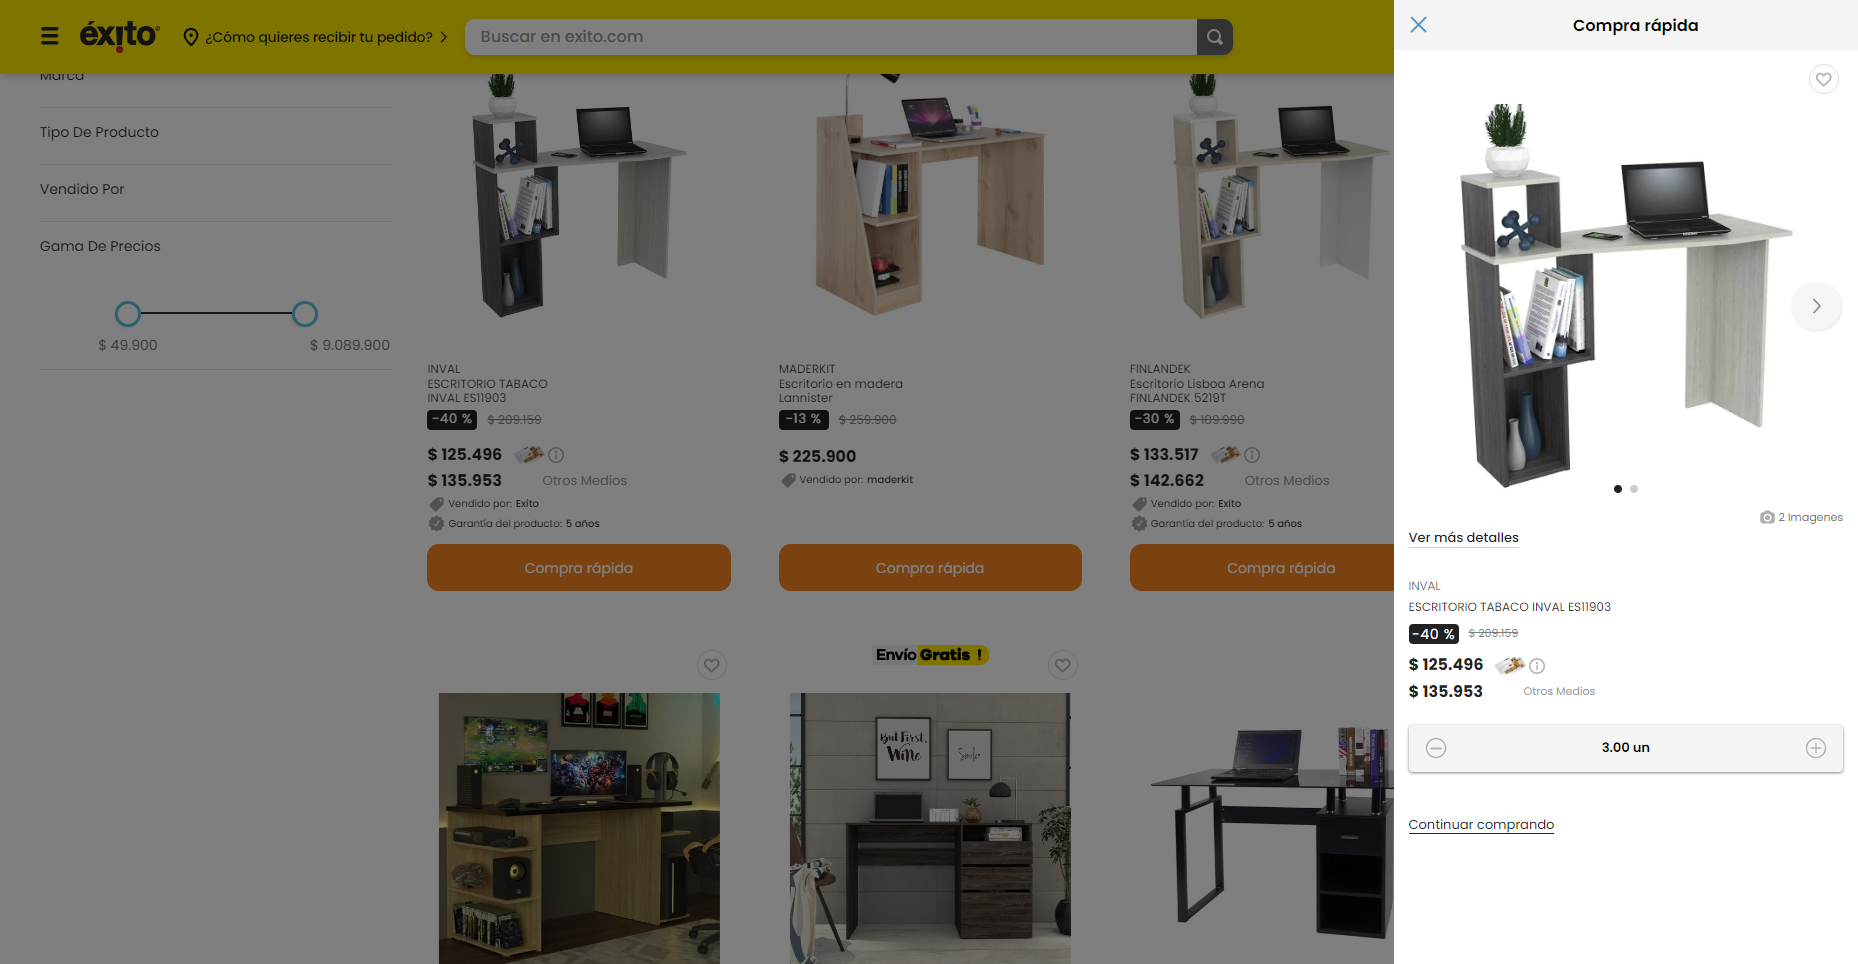 éxito
¿Cómo quieres recibir tu pedido?
Buscar en exito.com
Marca
Tipo De Producto
Vendido Por
Gama De Precios
$ 49.900
$ 9.089.900
INVAL
ESCRITORIO TABACO
INVAL ES11903
-40 % $ 209.159
$ 125.496
$ 135.953 Otros Medios
Vendido por: Exito
Garantía del producto: 5 años
Compra rápida
MADERKIT
Escritorio en madera
Lannister
-13 % $ 259.900
$ 225.900
Vendido por: maderkit
Compra rápida
FINLANDEK
Escritorio Lisboa Arena
FINLANDEK 5219T
-30 % $ 189.990
$ 133.517
$ 142.662 Otros Medios
Vendido por: Exito
Garantía del producto: 5 años
Compra rápida
Envío Gratis !
But First,
Wine
Smile
Compra rápida
2 Imagenes
Ver más detalles
INVAL
ESCRITORIO TABACO INVAL ES11903
-40 % $ 209.159
$ 125.496
$ 135.953 Otros Medios
3.00 un
Continuar comprando